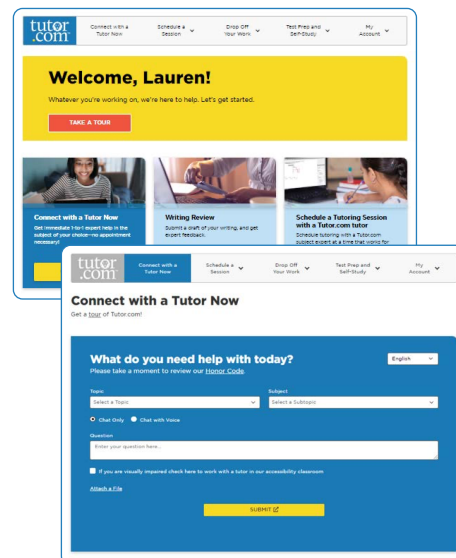 tutor
.com
Connect with a
Tutor Now
Schedule a
Session
Drop Off
Your Work
Test Prep and
Self-Study
My
Account
Welcome, Lauren!
Whatever you're working on, we're here to help. Let's get started.
TAKE A TOUR
Connect with a Tutor Now
Get immediate 1-to-1 expert help in the
subject of your choice—no appointment
necessary!
Writing Review
Submit a draft of your writing, and get
expert feedback.
Schedule a Tutoring Session
with a Tutor.com tutor
Schedule tutoring with a Tutor.com
subject expert at a time that works for
tutor
.com
Connect with a
Tutor Now
Schedule a
Session
Drop Off
Your Work
Test Prep and
Self-Study
My
Account
Connect with a Tutor Now
Get a tour of Tutor.com!
What do you need help with today?
Please take a moment to review our Honor Code.
English
Topic
Select a Topic
Subject
Select a Subtopic
Chat Only
Chat with Voice
Question
Enter your question here...
If you are visually impaired check here to work with a tutor in our accessibility classroom
Attach a File
SUBMIT